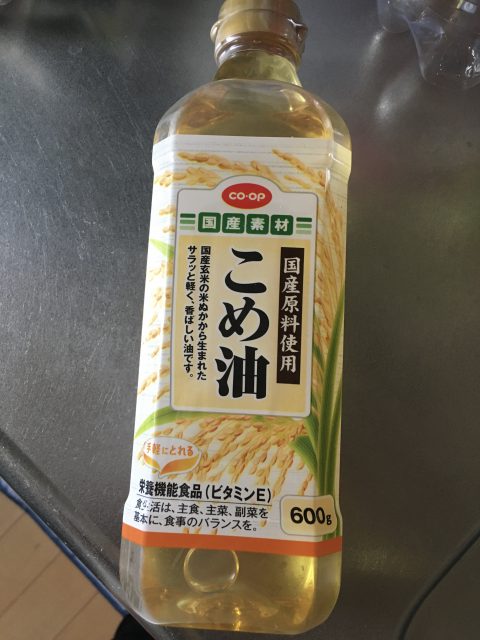 CO·OP
国産素材
国産原料使用
こめ油
国産玄米の米ぬかから生まれた
サラッと軽く、香ばしい油です。
手軽にとれる
栄養機能食品(ビタミンE)
食生活は、主食、主菜、副菜を
基本に、食事のバランスを。
600g